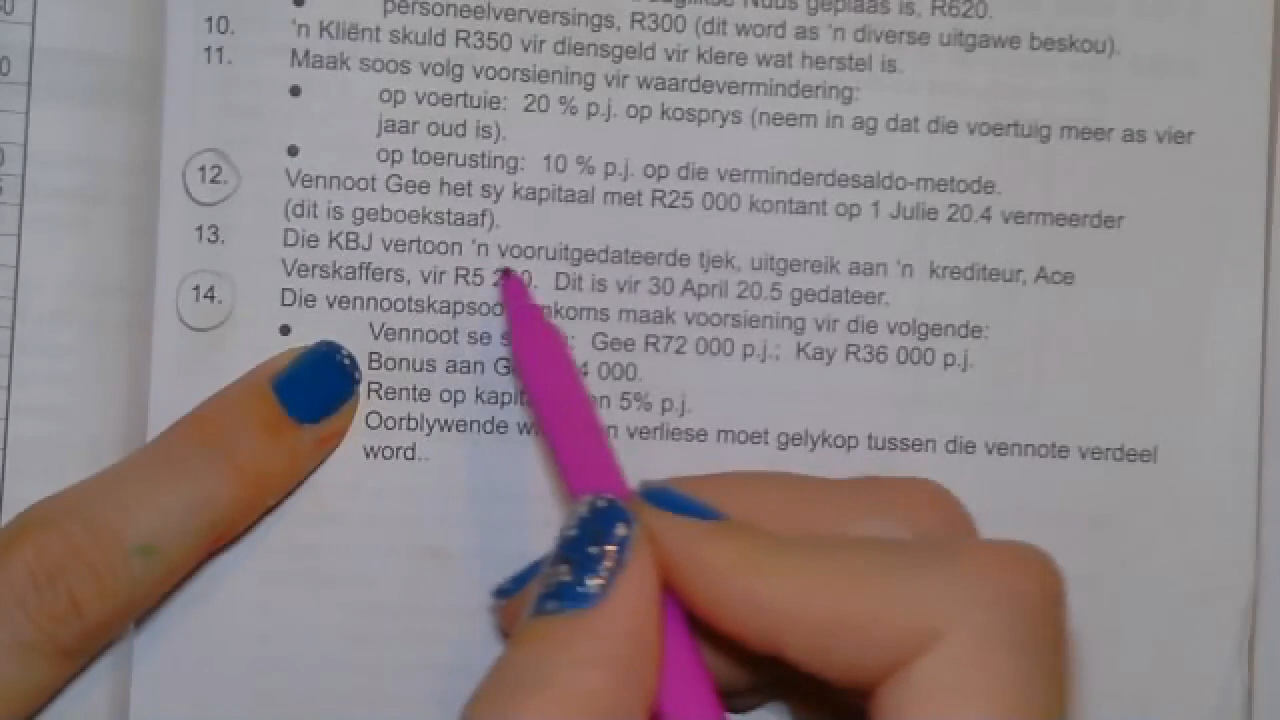 Nuus geplaas is, R620.
personeelverversings, R300 (dit word as 'n diverse uitgawe beskou).
10. 'n Kliënt skuld R350 vir diensgeld vir klere wat herstel is.
11. Maak soos volg voorsiening vir waardevermindering:
• op voertuie: 20 % p.j. op kosprys (neem in ag dat die voertuig meer as vier
jaar oud is).
• op toerusting: 10 % p.j. op die verminderdesaldo-metode.
12. Vennoot Gee het sy kapitaal met R25 000 kontant op 1 Julie 20.4 vermeerder
(dit is geboekstaaf).
13. Die KBJ vertoon 'n vooruitgedateerde tjek, uitgereik aan 'n krediteur, Ace
Verskaffers, vir R5 Dit is vir 30 April 20.5 gedateer.
14. Die maak voorsiening vir die volgende:
• Vennoot se Gee R72 000 p.j.; Kay R36 000 p.j.
Bonus aan 000.
Rente op 5% p.j.
Oorblywende verliese moet gelykop tussen die vennote verdeel
word..